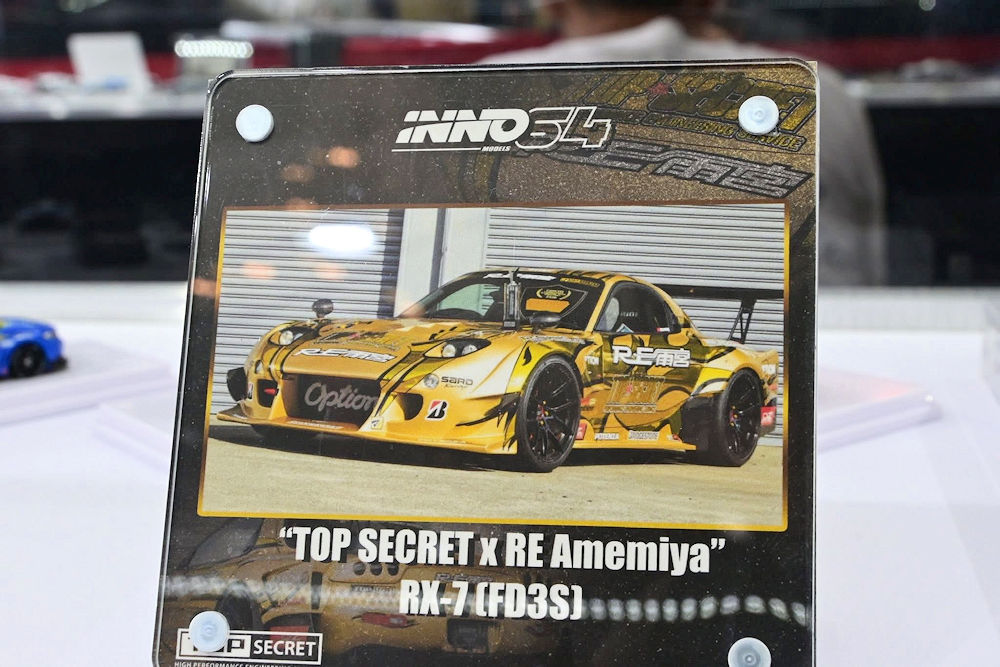 INNO64
MODELS
RE雨宮
RE雨宮
RE雨宮
SARD
Option
B
POTENZA
BRIDGESTONE
"TOP SECRET x RE Amemiya"
RX-7 (FD3S)
TOP SECRET
HIGH PERFORMANCE ENGINEERING